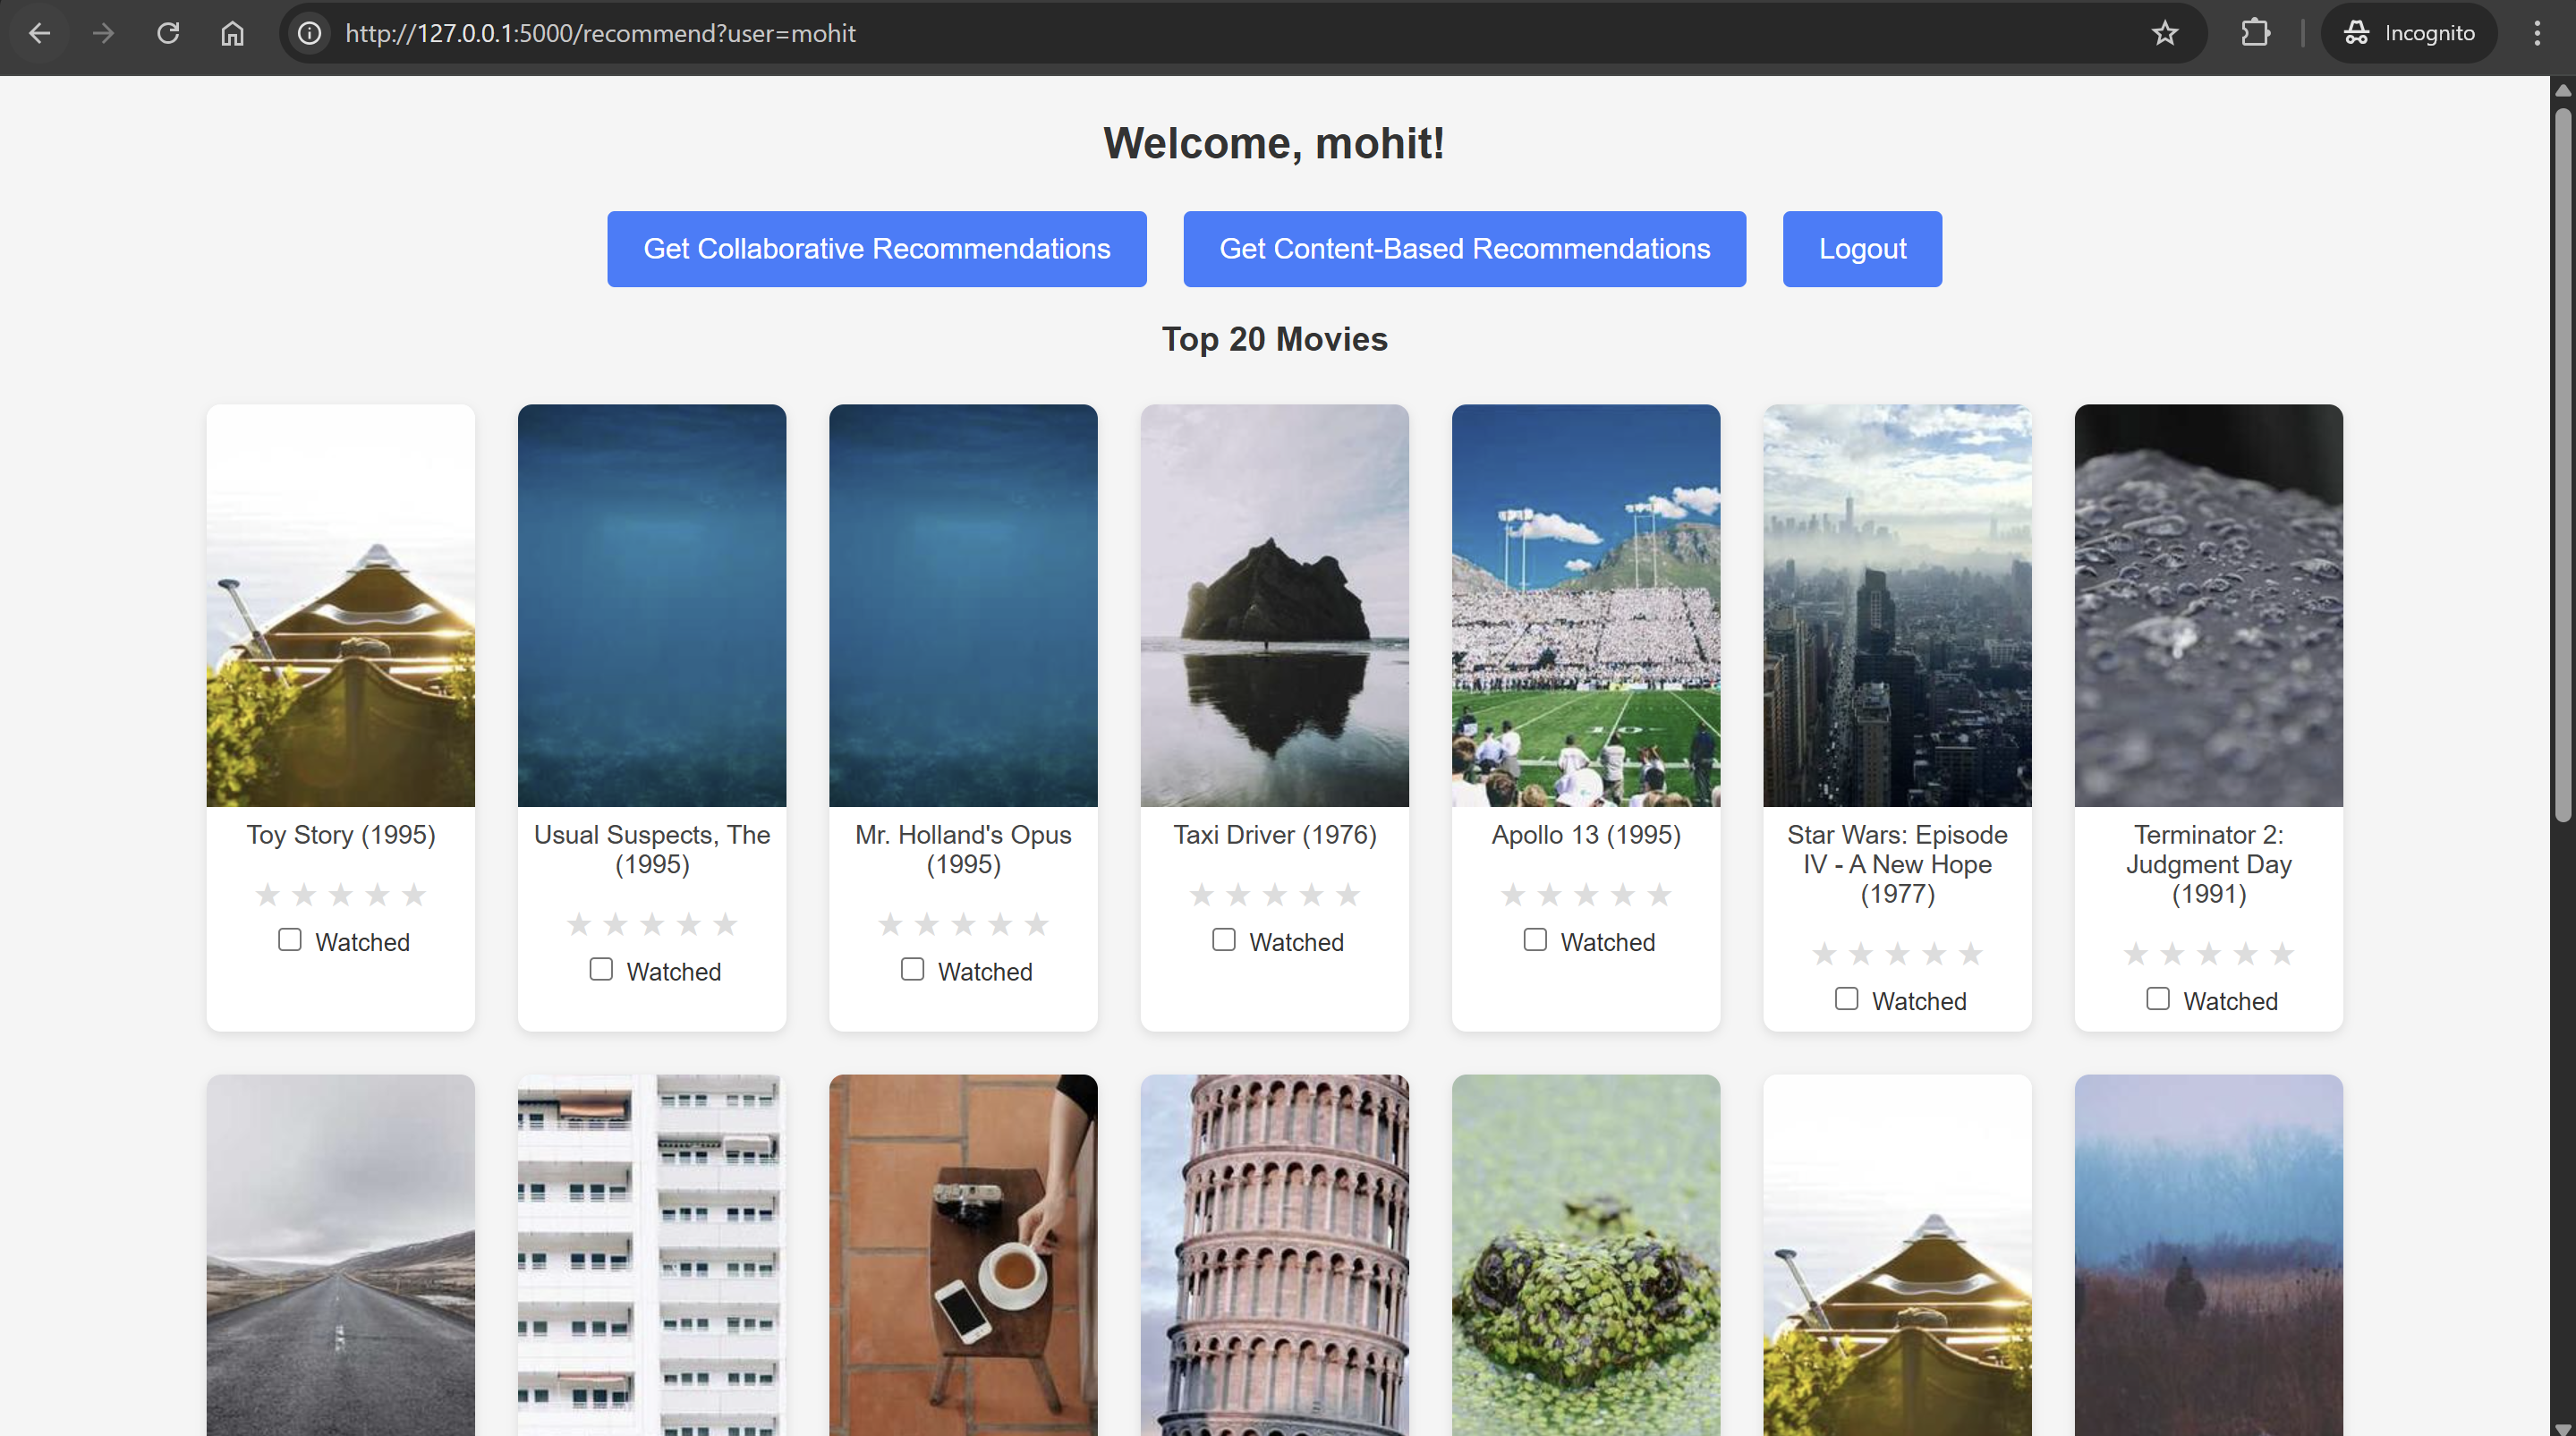 http://127.0.0.1:5000/recommend?user=mohit
Incognito
Welcome, mohit!
Get Collaborative Recommendations
Get Content-Based Recommendations
Logout
Top 20 Movies
Toy Story (1995)
Watched
Usual Suspects, The
(1995)
Watched
Mr. Holland's Opus
(1995)
Watched
Taxi Driver (1976)
Watched
Apollo 13 (1995)
Watched
Star Wars: Episode
IV - A New Hope
(1977)
Watched
Terminator 2:
Judgment Day
(1991)
Watched